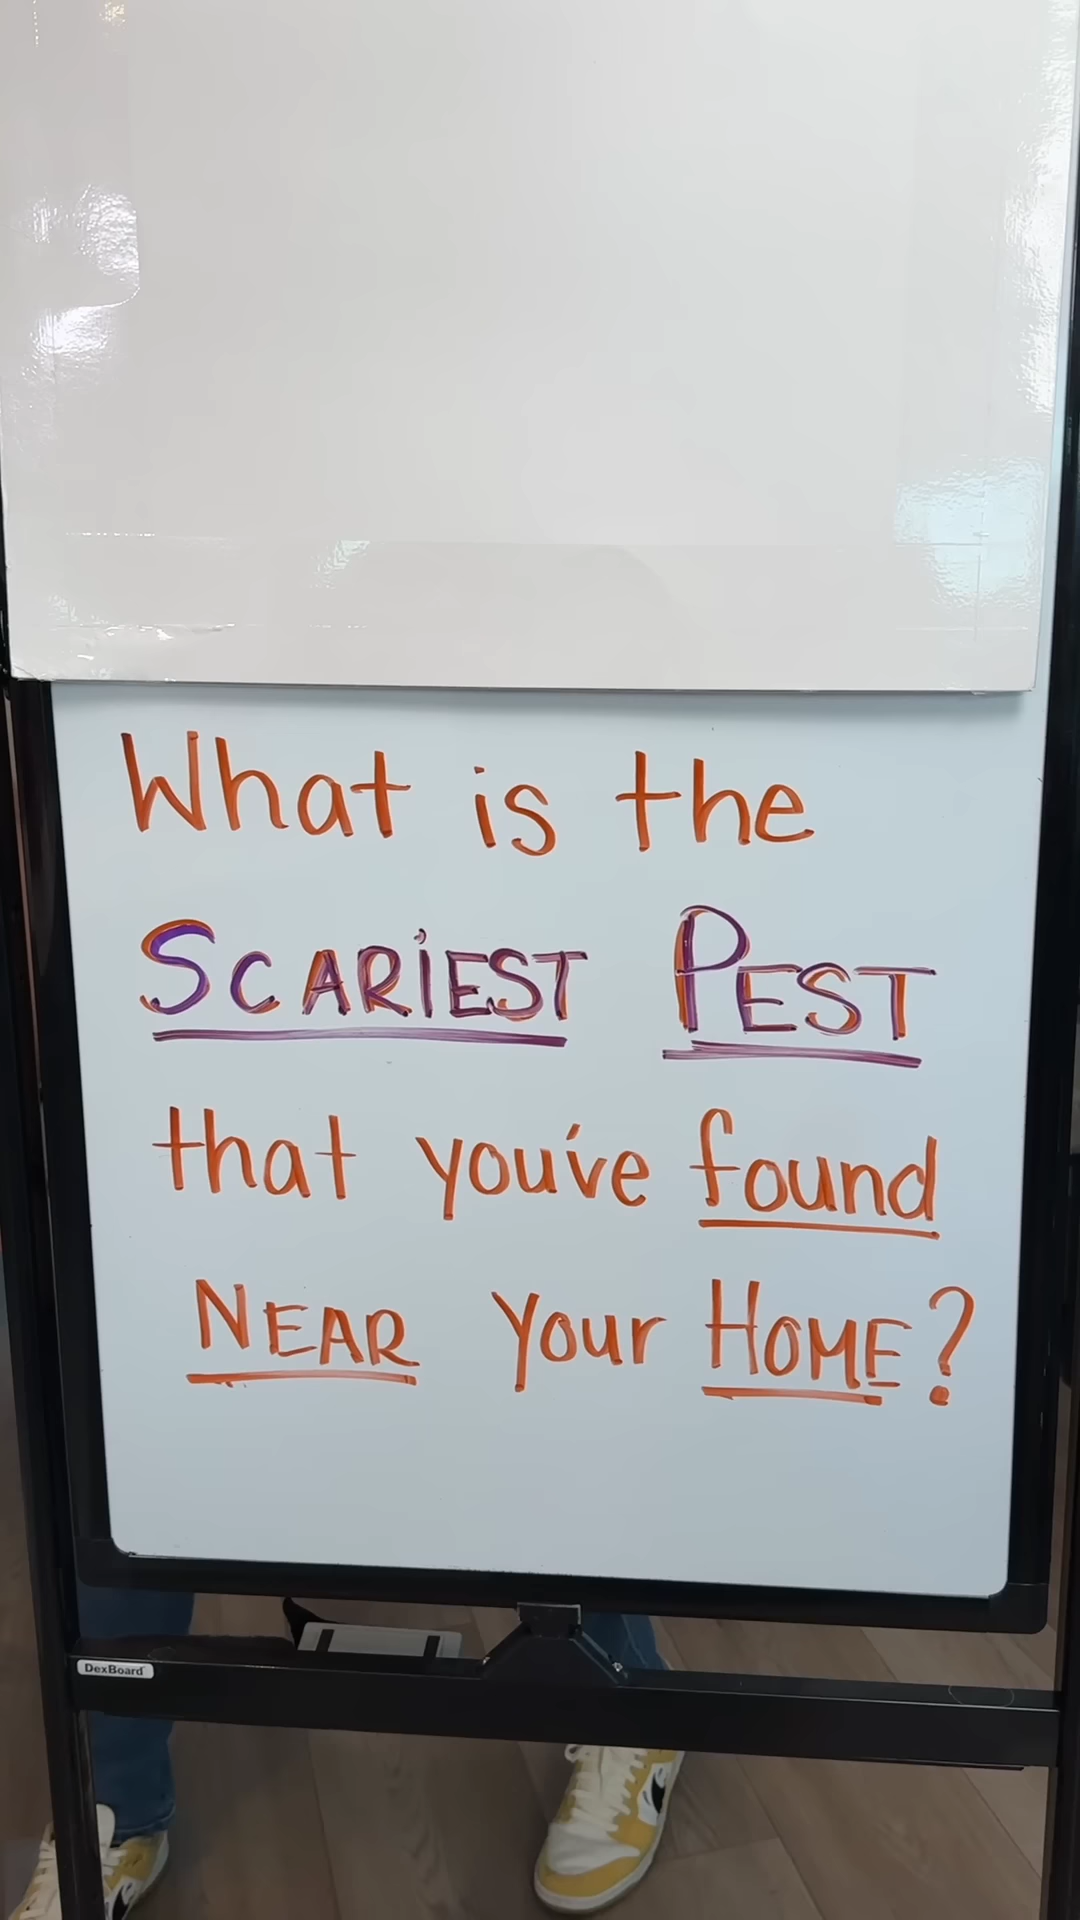 What is the
SCARiEST PEST
that you've found
NEAR your HOME?
DexBoard